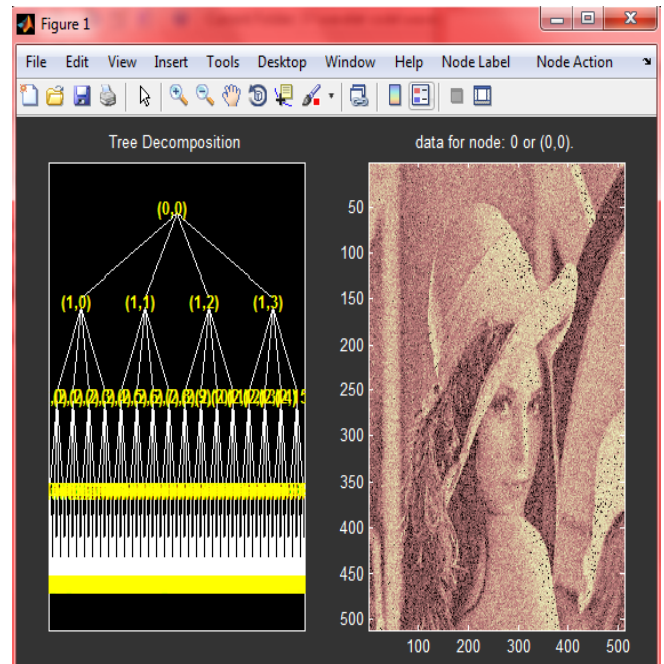 Figure 1
File Edit View Insert Tools Desktop Window Help Node Label Node Action
Tree Decomposition
data for node: 0 or (0,0).
(0,0)
(1,0) (1,1) (1,2) (1,3)
50
100
150
200
250
300
350
400
450
500
100 200 300 400 500